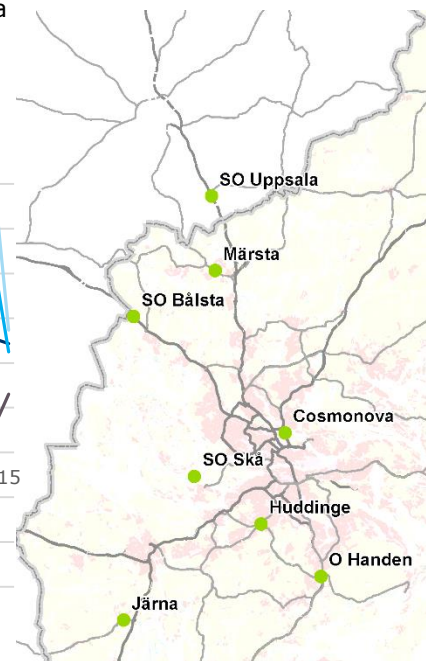 a
SO Uppsala
Märsta
SO Bålsta
Cosmonova
SO Skå
15
Huddinge
O Handen
Järna